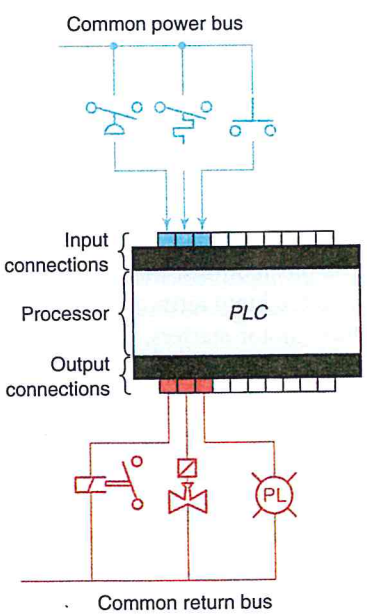 Common power bus
Input
connections
Processor
PLC
Output
connections
PL
Common return bus